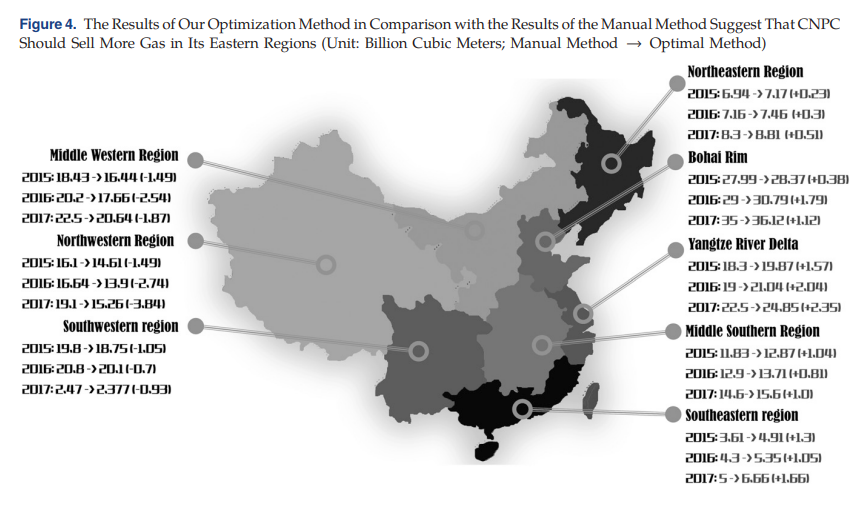 Figure 4. The Results of Our Optimization Method in Comparison with the Results of the Manual Method Suggest That CNPC
Should Sell More Gas in Its Eastern Regions (Unit: Billion Cubic Meters; Manual Method → Optimal Method)
Middle Western Region
2015: 18.43 -> 16.44 (-1.49)
2016: 20.2 -> 17.66 (-2.54)
2017: 22.5 -> 20.64 (-1.87)
Northwestern Region
2015: 16.1 -> 14.61 (-1.49)
2016: 16.64 -> 13.9 (-2.74)
2017: 19.1 -> 15.26 (-3.84)
Southwestern region
2015: 19.8 -> 18.75 (-1.05)
2016: 20.8 -> 20.1 (-0.7)
2017: 2.47 -> 2.377 (-0.93)
Northeastern Region
2015: 6.94 -> 7.17 (+0.23)
2016: 7.16 -> 7.46 (+0.3)
2017: 8.3 -> 8.81 (+0.51)
Bohai Rim
2015: 27.99 -> 28.37 (+0.38)
2016: 29 -> 30.79 (+1.79)
2017: 35 -> 36.12 (+1.12)
Yangtze River Delta
2015: 18.3 -> 19.87 (+1.57)
2016: 19 -> 21.04 (+2.04)
2017: 22.5 -> 24.85 (+2.35)
Middle Southern Region
2015: 11.83 -> 12.87 (+1.04)
2016: 12.9 -> 13.71 (+0.81)
2017: 14.6 -> 15.6 (+1.0)
Southeastern region
2015: 3.61 -> 4.91 (+1.3)
2016: 4.3 -> 5.35 (+1.05)
2017: 5 -> 6.66 (+1.66)